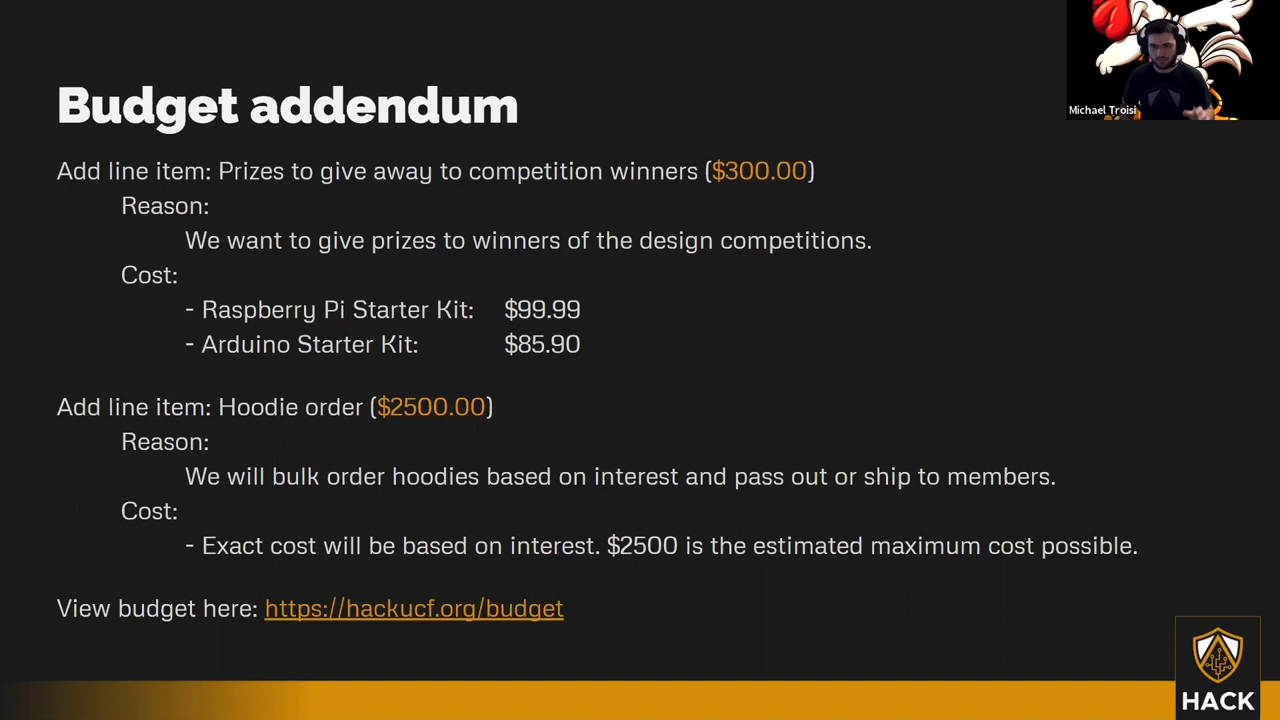 Budget addendum
Michael Troisi
Add line item: Prizes to give away to competition winners ($300.00)
Reason:
We want to give prizes to winners of the design competitions.
Cost:
- Raspberry Pi Starter Kit: $99.99
- Arduino Starter Kit: $85.90
Add line item: Hoodie order ($2500.00)
Reason:
We will bulk order hoodies based on interest and pass out or ship to members.
Cost:
- Exact cost will be based on interest. $2500 is the estimated maximum cost possible.
View budget here: https://hackucf.org/budget
HACK